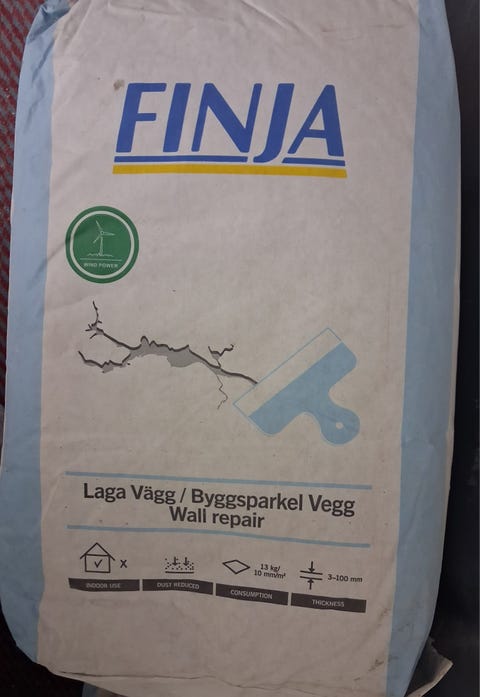 FINJA
WIND POWER
Laga Vägg / Byggsparkel Vegg
Wall repair
X
13 kg/
10 mm/m²
3-100 mm
INDOOR USE
DUST REDUCED
CONSUMPTION
THICKNESS